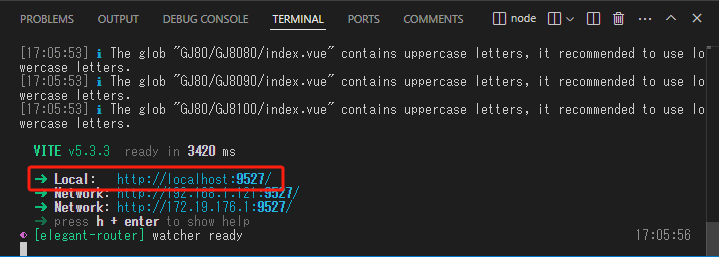 PROBLEMS OUTPUT DEBUG CONSOLE TERMINAL PORTS COMMENTS node
[17:05:53] i The glob "GJ80/GJ8080/index.vue" contains uppercase letters, it recommended to use lo
wercase letters.
[17:05:53] i The glob "GJ80/GJ8090/index.vue" contains uppercase letters, it recommended to use lo
wercase letters.
[17:05:53] i The glob "GJ80/GJ8100/index.vue" contains uppercase letters, it recommended to use lo
wercase letters.
VITE v5.3.3 ready in 3420 ms
➜ Local: http://localhost:9527/
➜ Network: http://192.168.1.121:9527/
➜ Network: http://172.19.176.1:9527/
➜ press h + enter to show help
[elegant-router] watcher ready 17:05:56